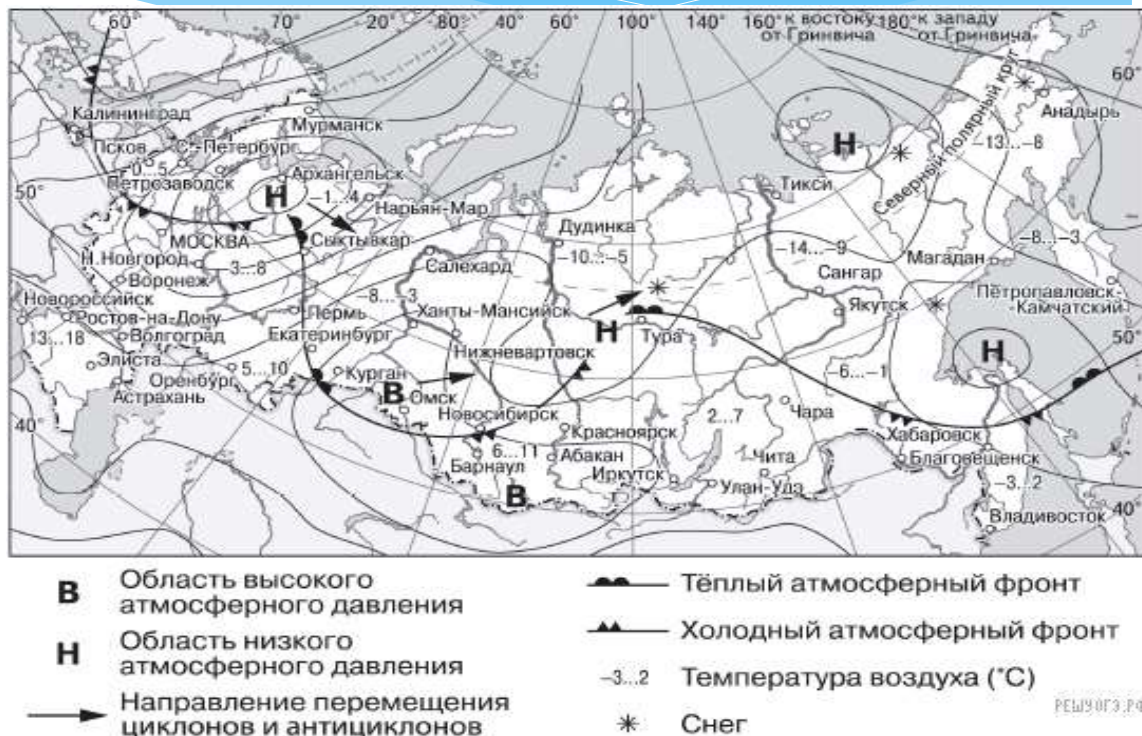 60° 70° 20° 30° 40° 60° 100° 140° 160° к востоку 180° к западу
от Гринвича от Гринвича
60°
Калининград
Мурманск
Анадырь
Псков С.-Петербург
Северный полярный круг
-13...-8
0...5
Петрозаводск
Архангельск
Н
Тикси
50°
Н
-1...4
Нарьян-Мар
Дудинка
МОСКВА
Сыктывкар
-10...-5
-14...-9
-8...-3
Н.Новгород
-3...8
Салехард
Сангар
Магадан
Воронеж
Якутск
Петропавловск-
Камчатский
Новороссийск
Пермь
-8...-3
Ханты-Мансийск
Ростов-на-Дону
Екатеринбург
Н
Тура
Волгоград
Нижневартовск
Н
50°
13...18
Элиста
5...10
Курган
В
-6...-1
Оренбург
Омск
Астрахань
Новосибирск
2...7
Чара
40°
Красноярск
Хабаровск
6...11
Барнаул
Абакан
Чита
Благовещенск
Иркутск
Улан-Удэ
-3...2
В
40°
Владивосток
В Область высокого
атмосферного давления
Н Область низкого
атмосферного давления
Направление перемещения
циклонов и антициклонов
Тёплый атмосферный фронт
Холодный атмосферный фронт
-3...2 Температура воздуха (°C)
Снег
РЕШУОГЭ.РФ